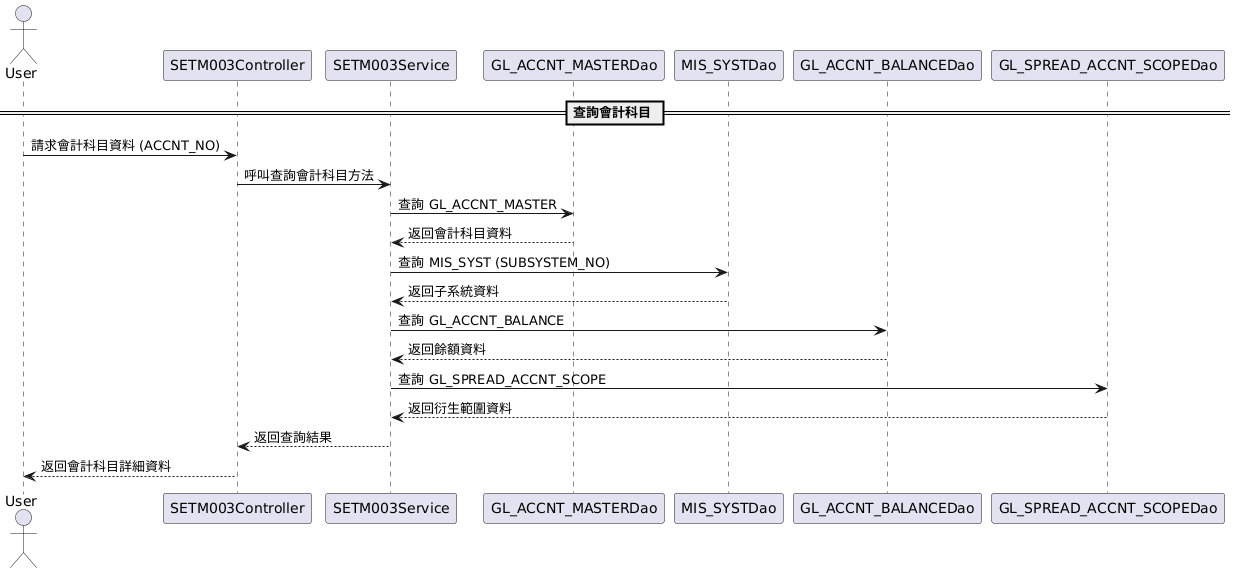 User
SETM003Controller
SETM003Service
GL_ACCNT_MASTERDao
MIS_SYSTDao
GL_ACCNT_BALANCEDao
GL_SPREAD_ACCNT_SCOPEDao
查詢會計科目
請求會計科目資料 (ACCNT_NO)
呼叫查詢會計科目方法
查詢 GL_ACCNT_MASTER
返回會計科目資料
查詢 MIS_SYST (SUBSYSTEM_NO)
返回子系統資料
查詢 GL_ACCNT_BALANCE
返回餘額資料
查詢 GL_SPREAD_ACCNT_SCOPE
返回衍生範圍資料
返回查詢結果
返回會計科目詳細資料
User
SETM003Controller
SETM003Service
GL_ACCNT_MASTERDao
MIS_SYSTDao
GL_ACCNT_BALANCEDao
GL_SPREAD_ACCNT_SCOPEDao